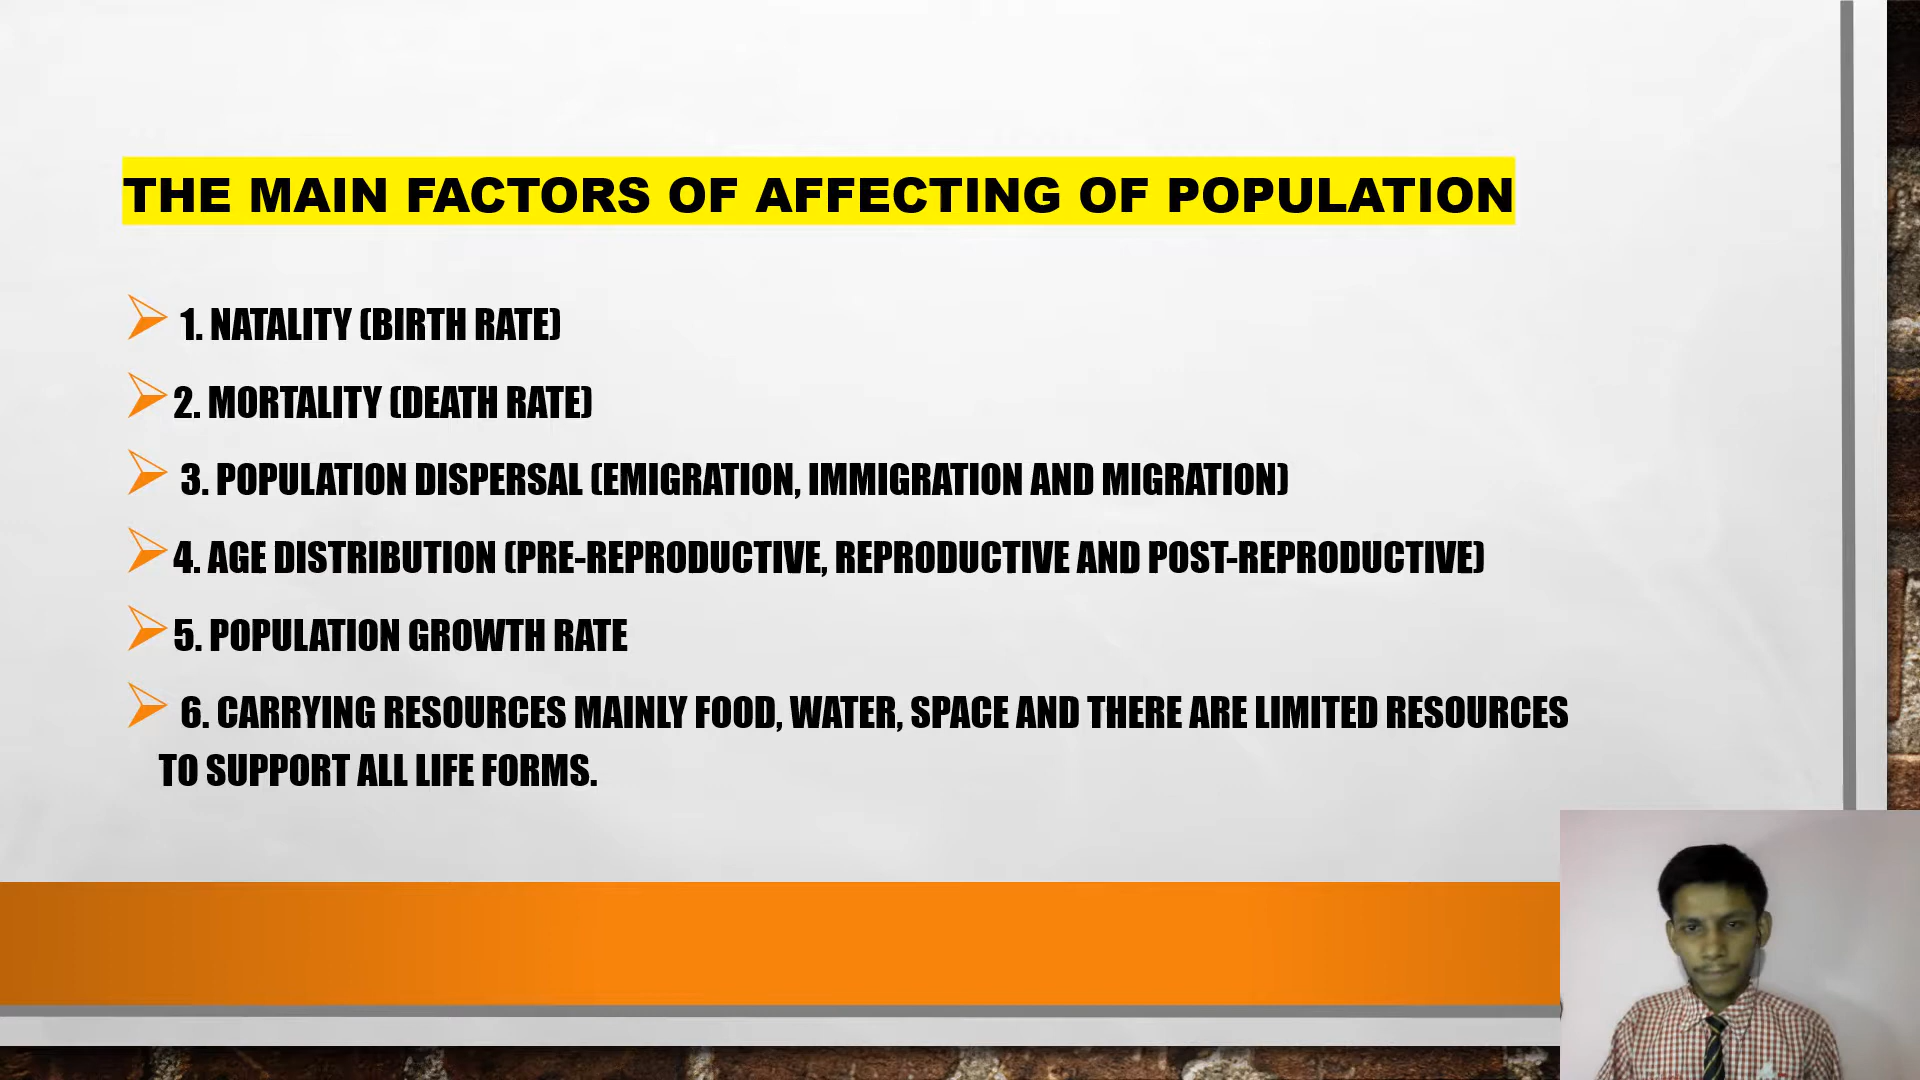 THE MAIN FACTORS OF AFFECTING OF POPULATION
1. NATALITY (BIRTH RATE)
2. MORTALITY (DEATH RATE)
3. POPULATION DISPERSAL (EMIGRATION, IMMIGRATION AND MIGRATION)
4. AGE DISTRIBUTION (PRE-REPRODUCTIVE, REPRODUCTIVE AND POST-REPRODUCTIVE)
5. POPULATION GROWTH RATE
6. CARRYING RESOURCES MAINLY FOOD, WATER, SPACE AND THERE ARE LIMITED RESOURCES
TO SUPPORT ALL LIFE FORMS.